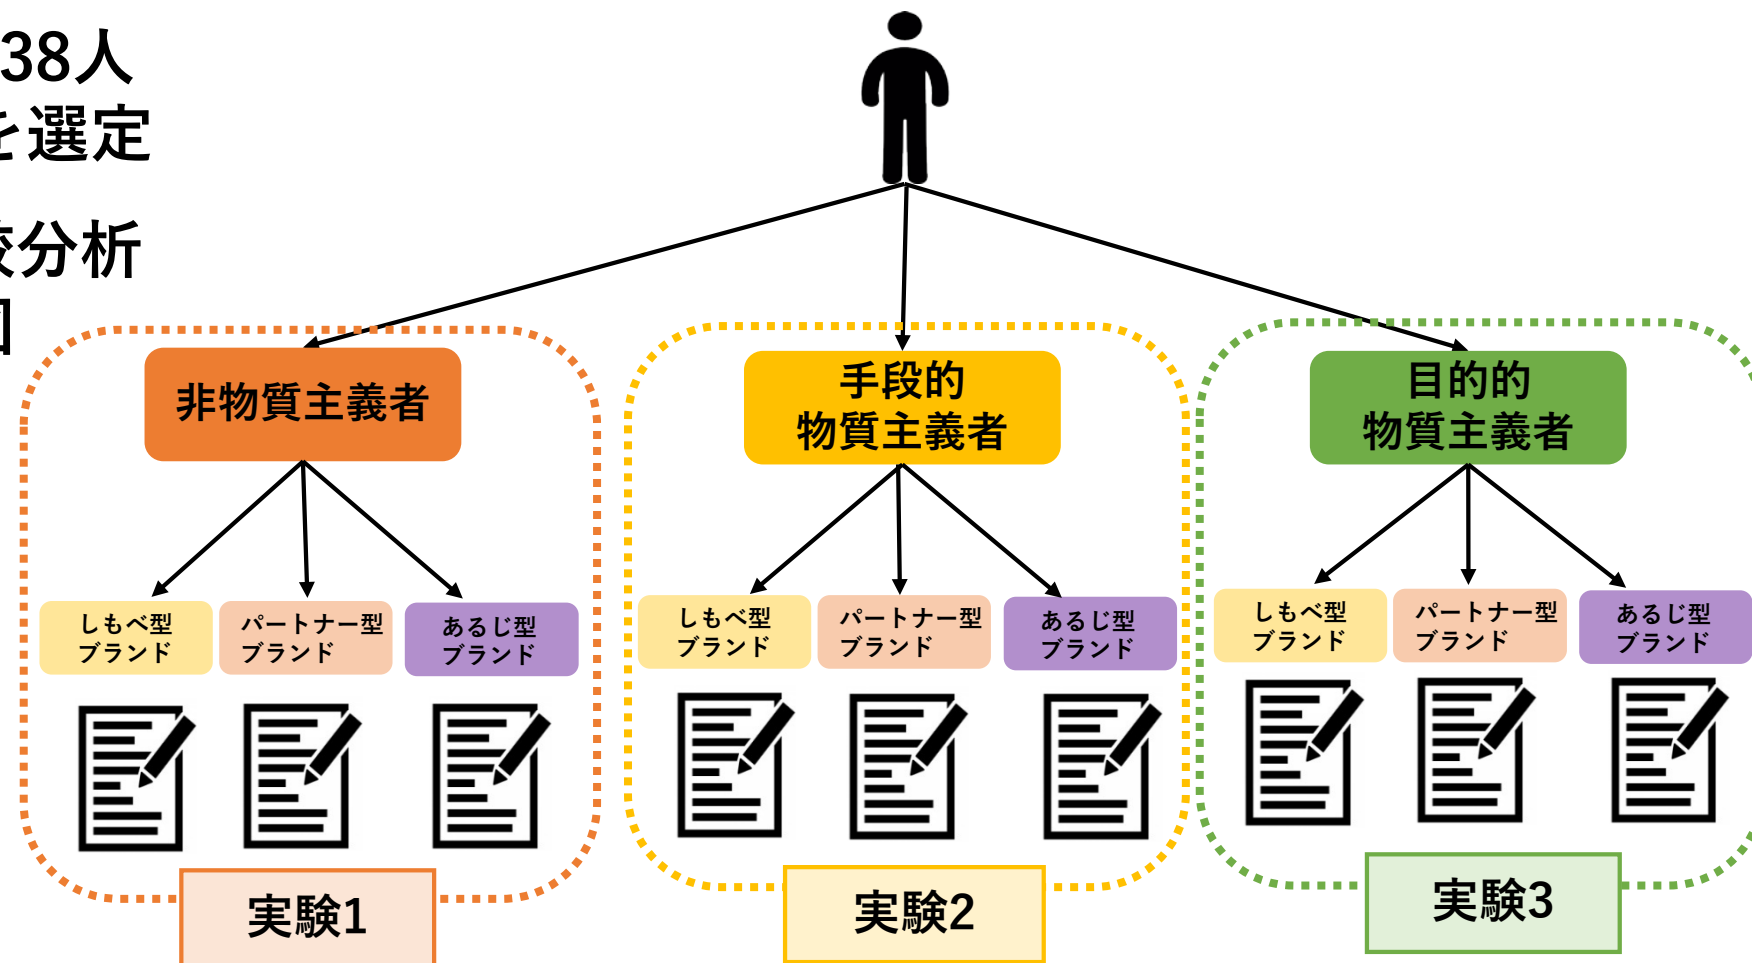 38人
を選定
較分析
図
非物質主義者
手段的
物質主義者
目的的
物質主義者
しもべ型
ブランド
パートナー型
ブランド
あるじ型
ブランド
しもべ型
ブランド
パートナー型
ブランド
あるじ型
ブランド
しもべ型
ブランド
パートナー型
ブランド
あるじ型
ブランド
実験1
実験2
実験3